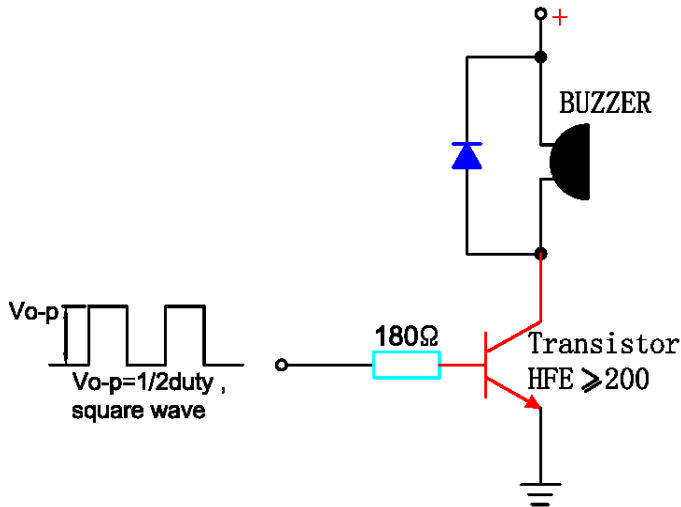 +
BUZZER
Vo-p
180Ω
Transistor
HFE ⩾200
Vo-p=1/2duty ,
square wave